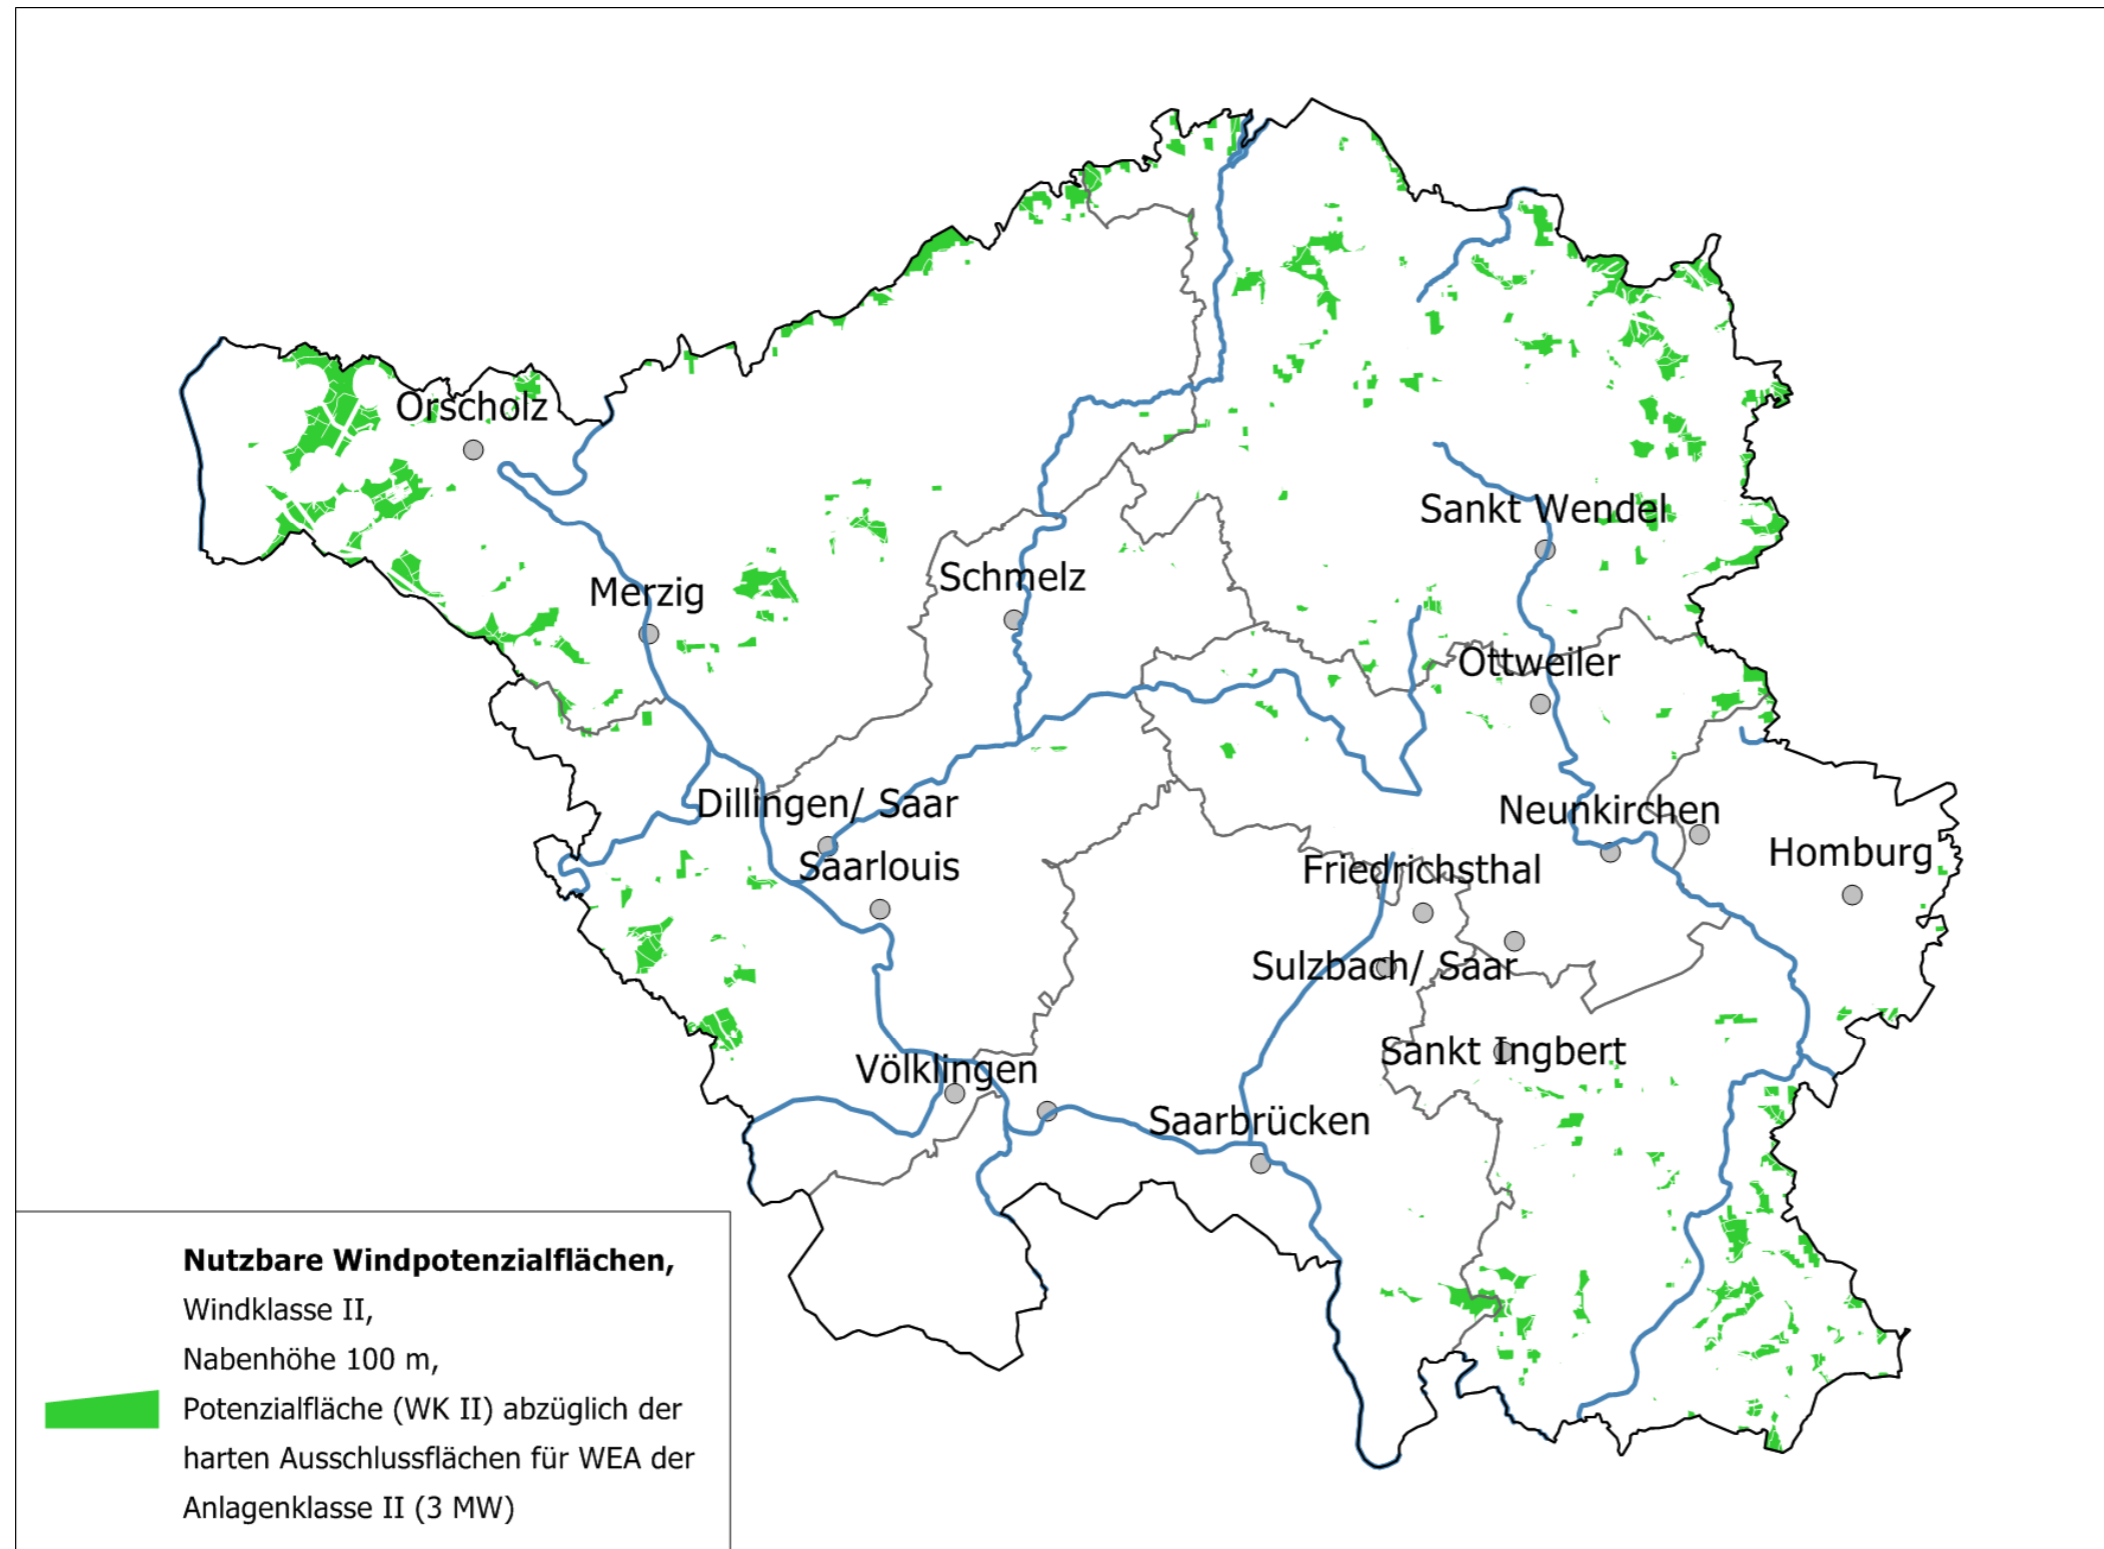 Orscholz
Sankt Wendel
Schmelz
Merzig
Ottweiler
Dillingen/ Saar
Neunkirchen
Homburg
Saarlouis
Friedrichsthal
Sulzbach/ Saar
Sankt Ingbert
Völklingen
Saarbrücken
Nutzbare Windpotenzialflächen,
Windklasse II,
Nabenhöhe 100 m,
Potenzialfläche (WK II) abzüglich der
harten Ausschlussflächen für WEA der
Anlagenklasse II (3 MW)